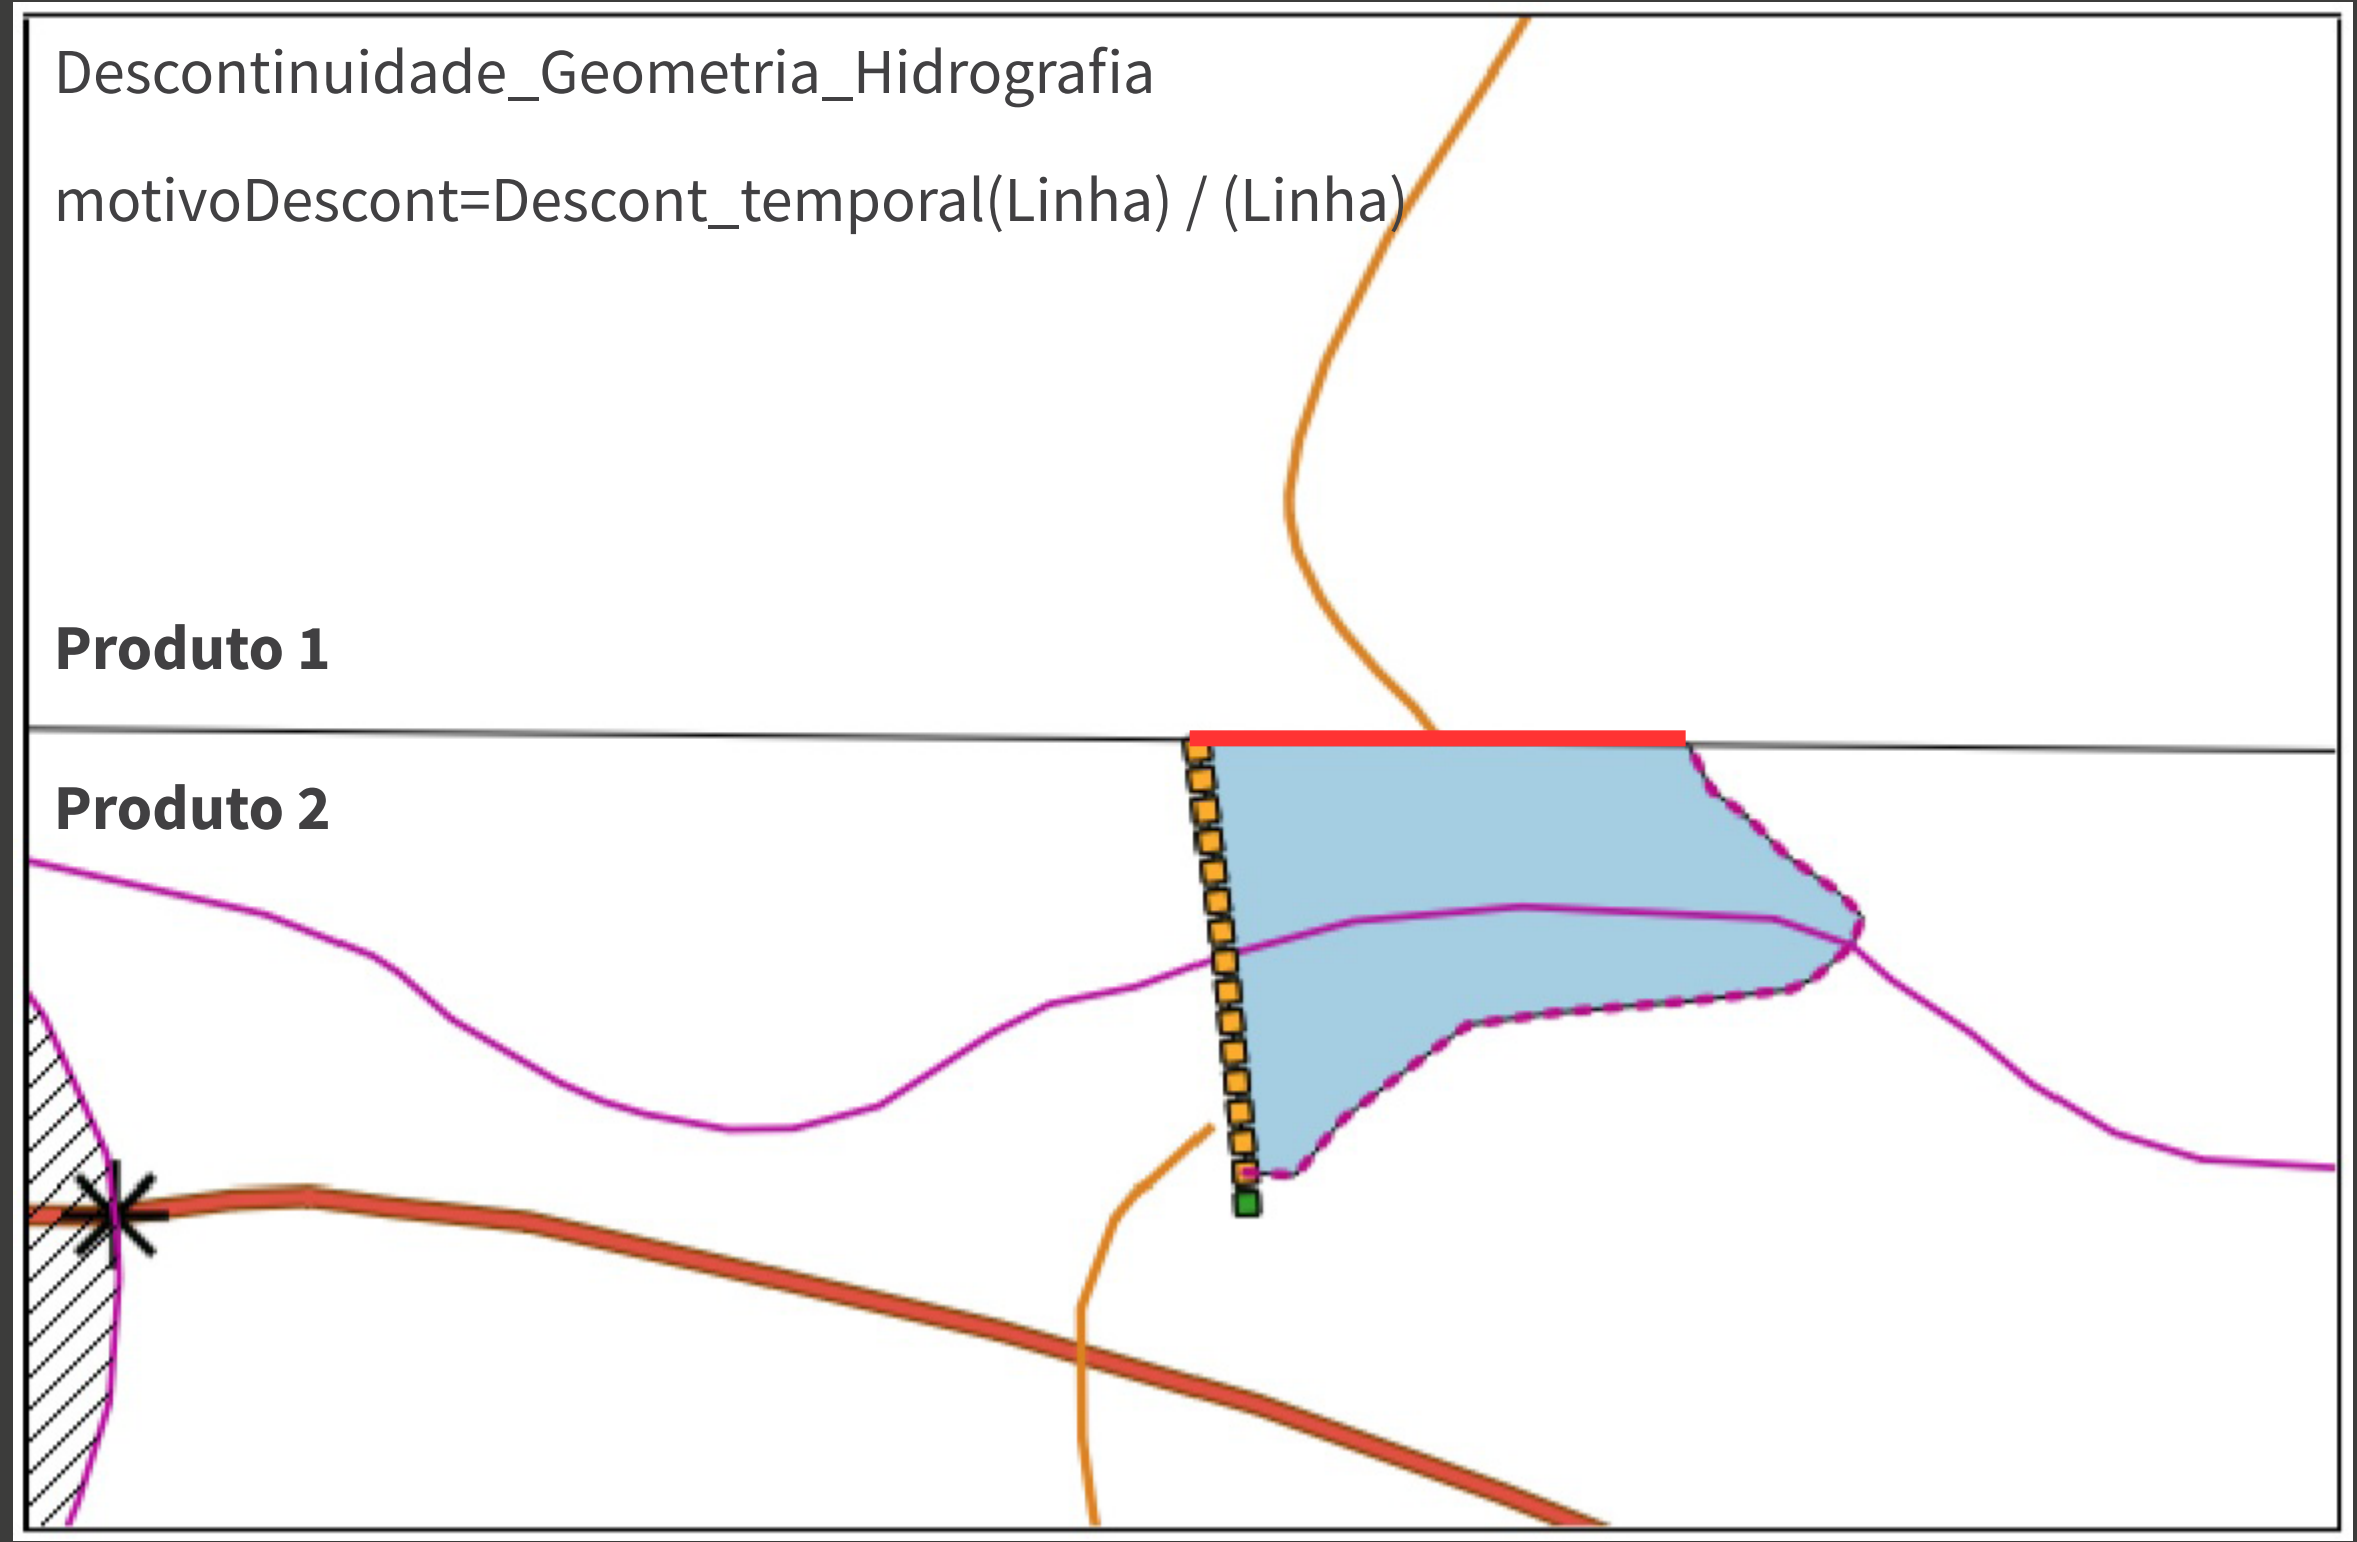 Descontinuidade_Geometria_Hidrografia
motivoDescont=Descont_temporal(Linha) / (Linha)
Produto 1
Produto 2